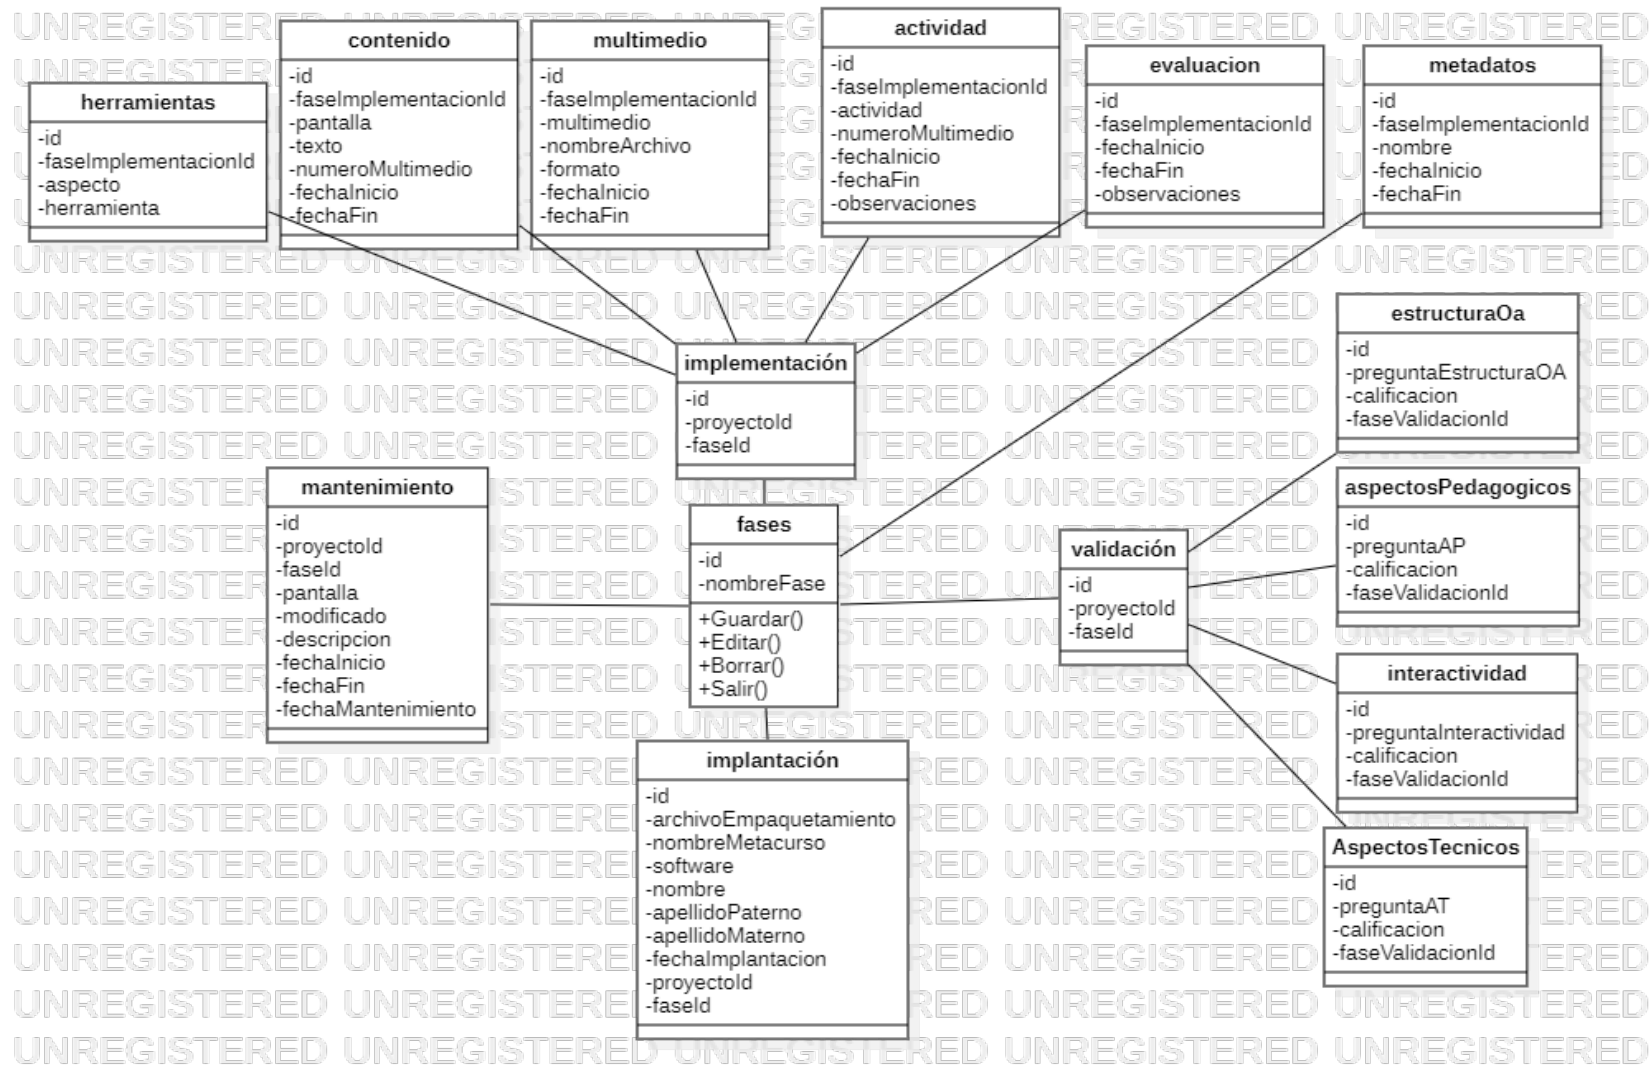 herramientas
-id
-faseImplementacionId
-aspecto
-herramienta
contenido
-id
-faseImplementacionId
-pantalla
-texto
-numeroMultimedio
-fechaInicio
-fechaFin
multimedio
-id
-faseImplementacionId
-multimedio
-nombreArchivo
-formato
-fechaInicio
-fechaFin
actividad
-id
-faseImplementacionId
-actividad
-numeroMultimedio
-fechaInicio
-fechaFin
-observaciones
evaluacion
-id
-faseImplementacionId
-fechaInicio
-fechaFin
-observaciones
metadatos
-id
-faseImplementacionId
-nombre
-fechaInicio
-fechaFin
implementación
-id
-proyectoId
-faseId
estructuraOa
-id
-preguntaEstructuraOA
-calificacion
-faseValidacionId
mantenimiento
-id
-proyectoId
-faseId
-pantalla
-modificado
-descripcion
-fechaInicio
-fechaFin
-fechaMantenimiento
fases
-id
-nombreFase
+Guardar()
+Editar()
+Borrar()
+Salir()
validación
-id
-proyectoId
-faseId
aspectosPedagogicos
-id
-preguntaAP
-calificacion
-faseValidacionId
interactividad
-id
-preguntaInteractividad
-calificacion
-faseValidacionId
implantación
-id
-archivoEmpaquetamiento
-nombreMetacurso
-software
-nombre
-apellidoPaterno
-apellidoMaterno
-fechaImplantacion
-proyectoId
-faseId
AspectosTecnicos
-id
-preguntaAT
-calificacion
-faseValidacionId
UNREGISTERED